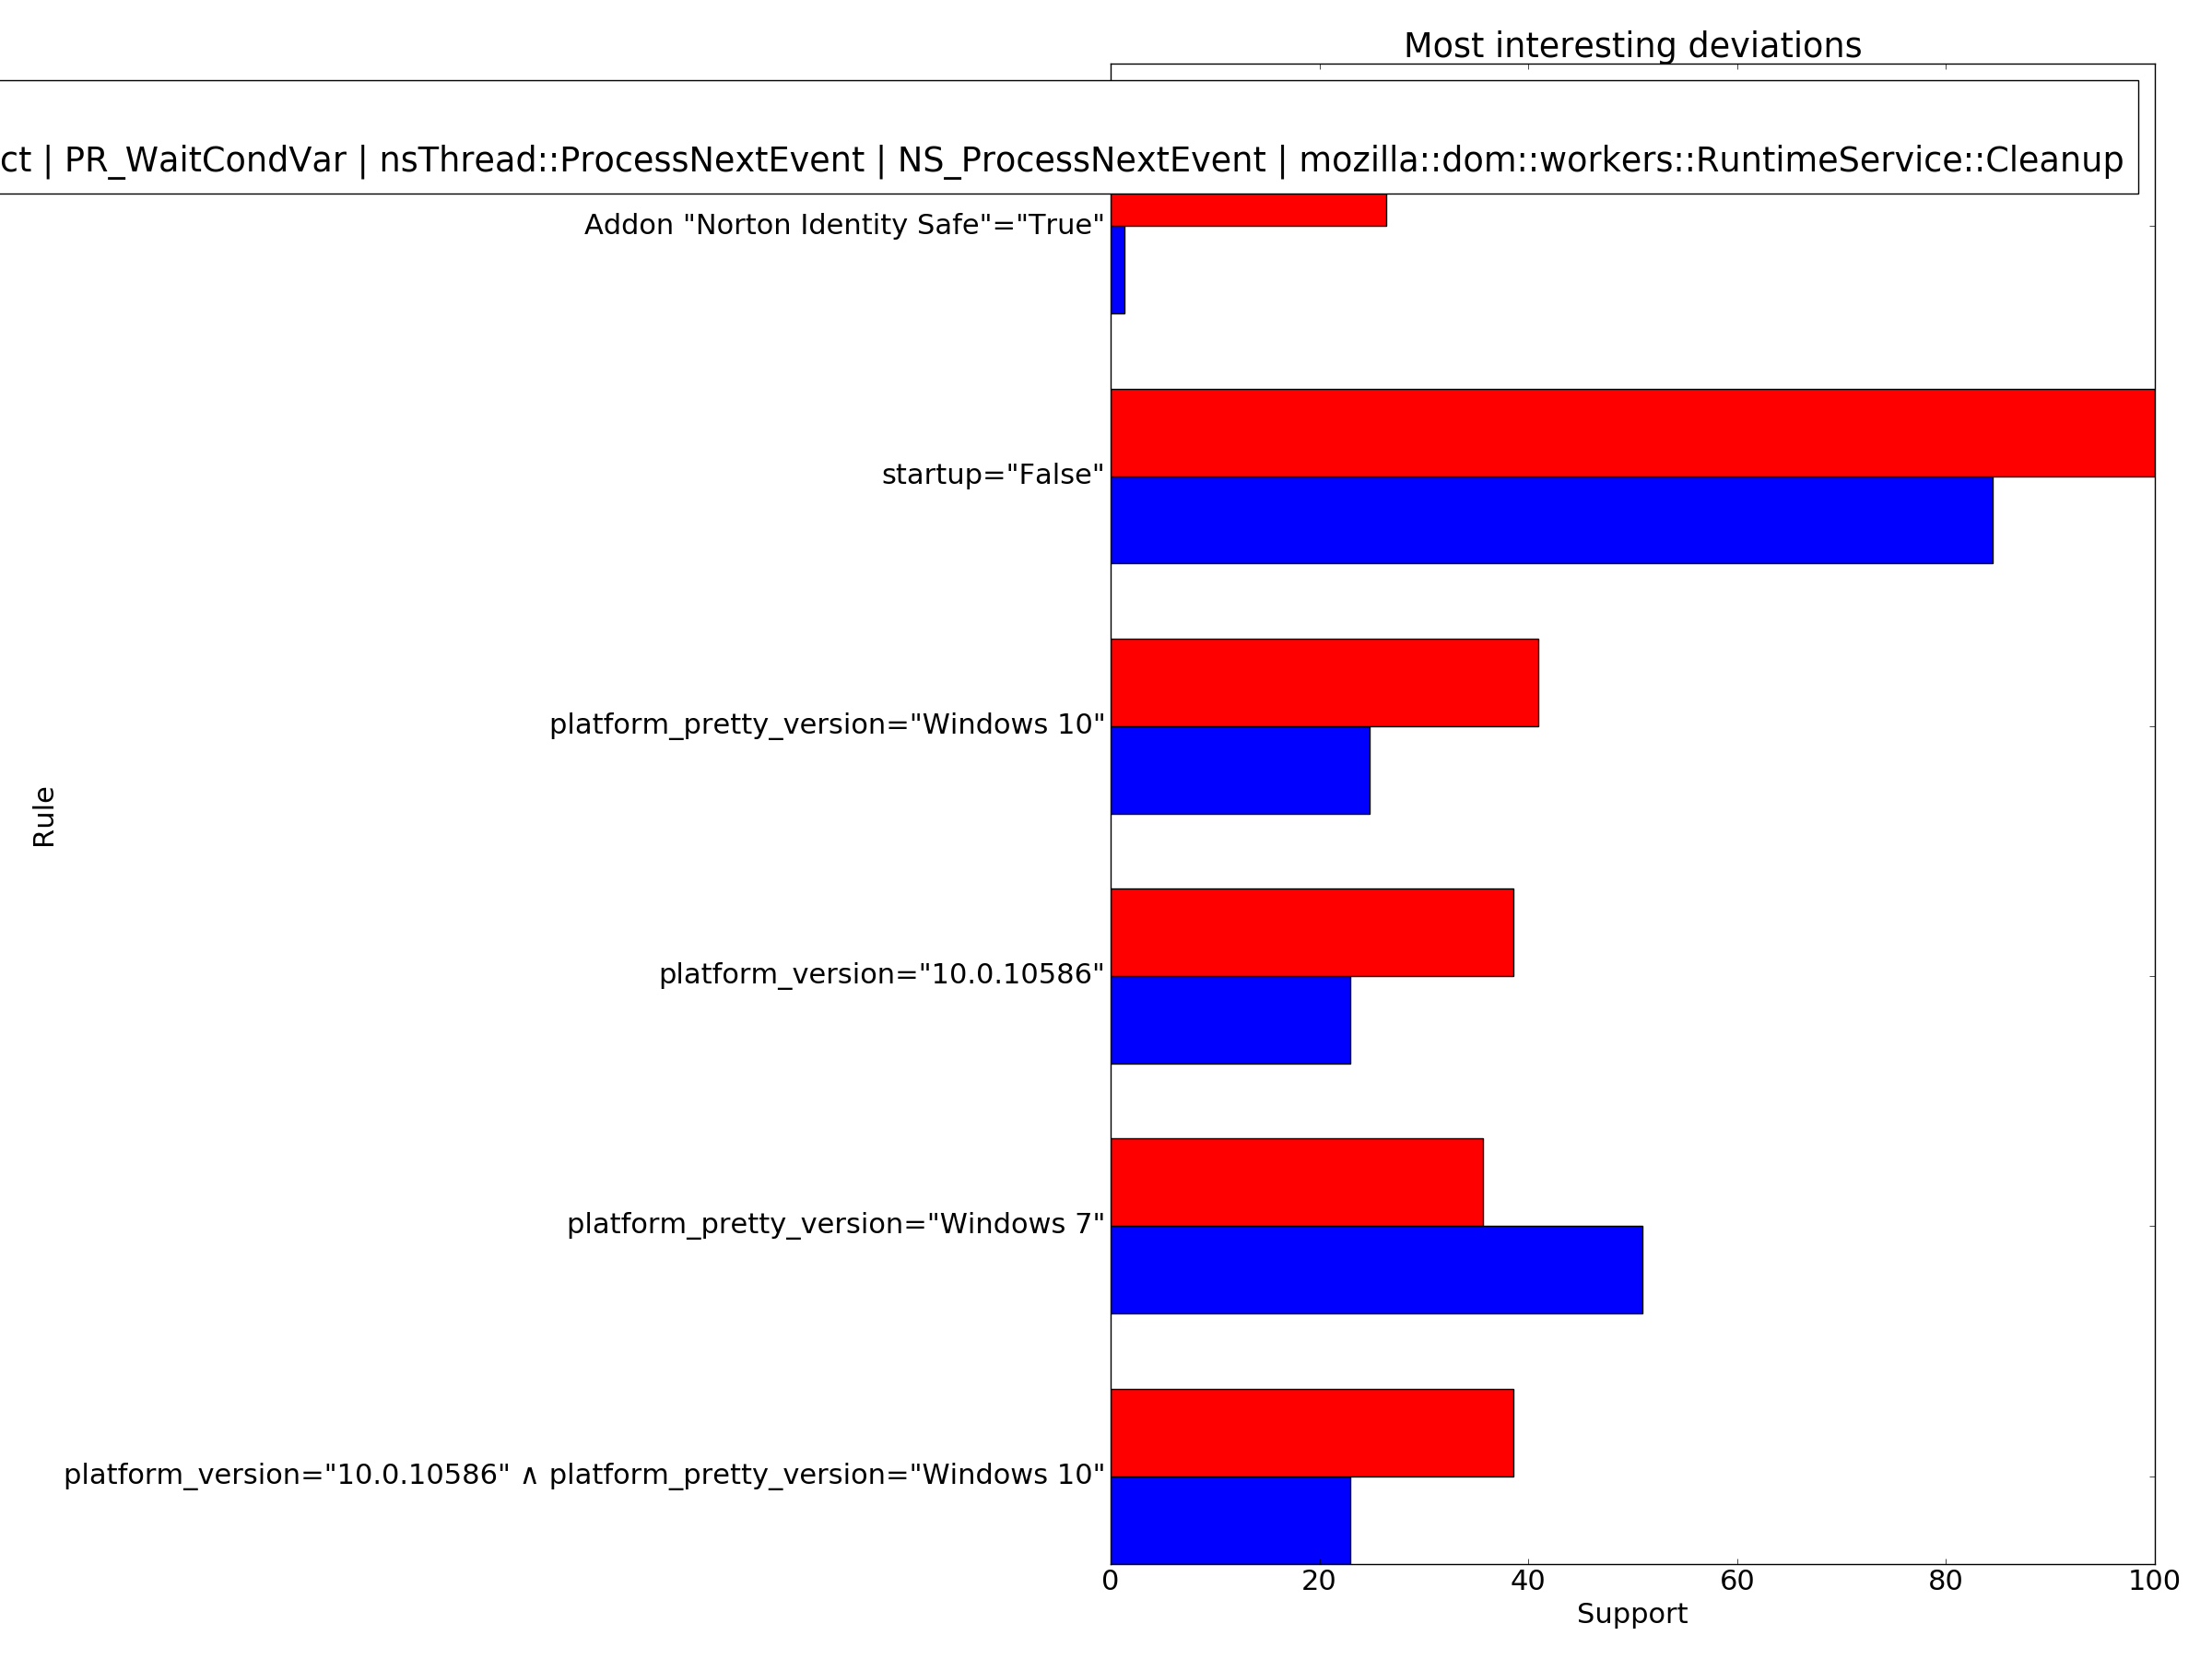 Most interesting deviations
ct | PR_WaitCondVar | nsThread::ProcessNextEvent | NS_ProcessNextEvent | mozilla::dom::workers::RuntimeService::Cleanup
Addon "Norton Identity Safe"="True"
startup="False"
platform_pretty_version="Windows 10"
Rule
platform_version="10.0.10586"
platform_pretty_version="Windows 7"
platform_version="10.0.10586" ∧ platform_pretty_version="Windows 10"
0 20 40 60 80 100
Support